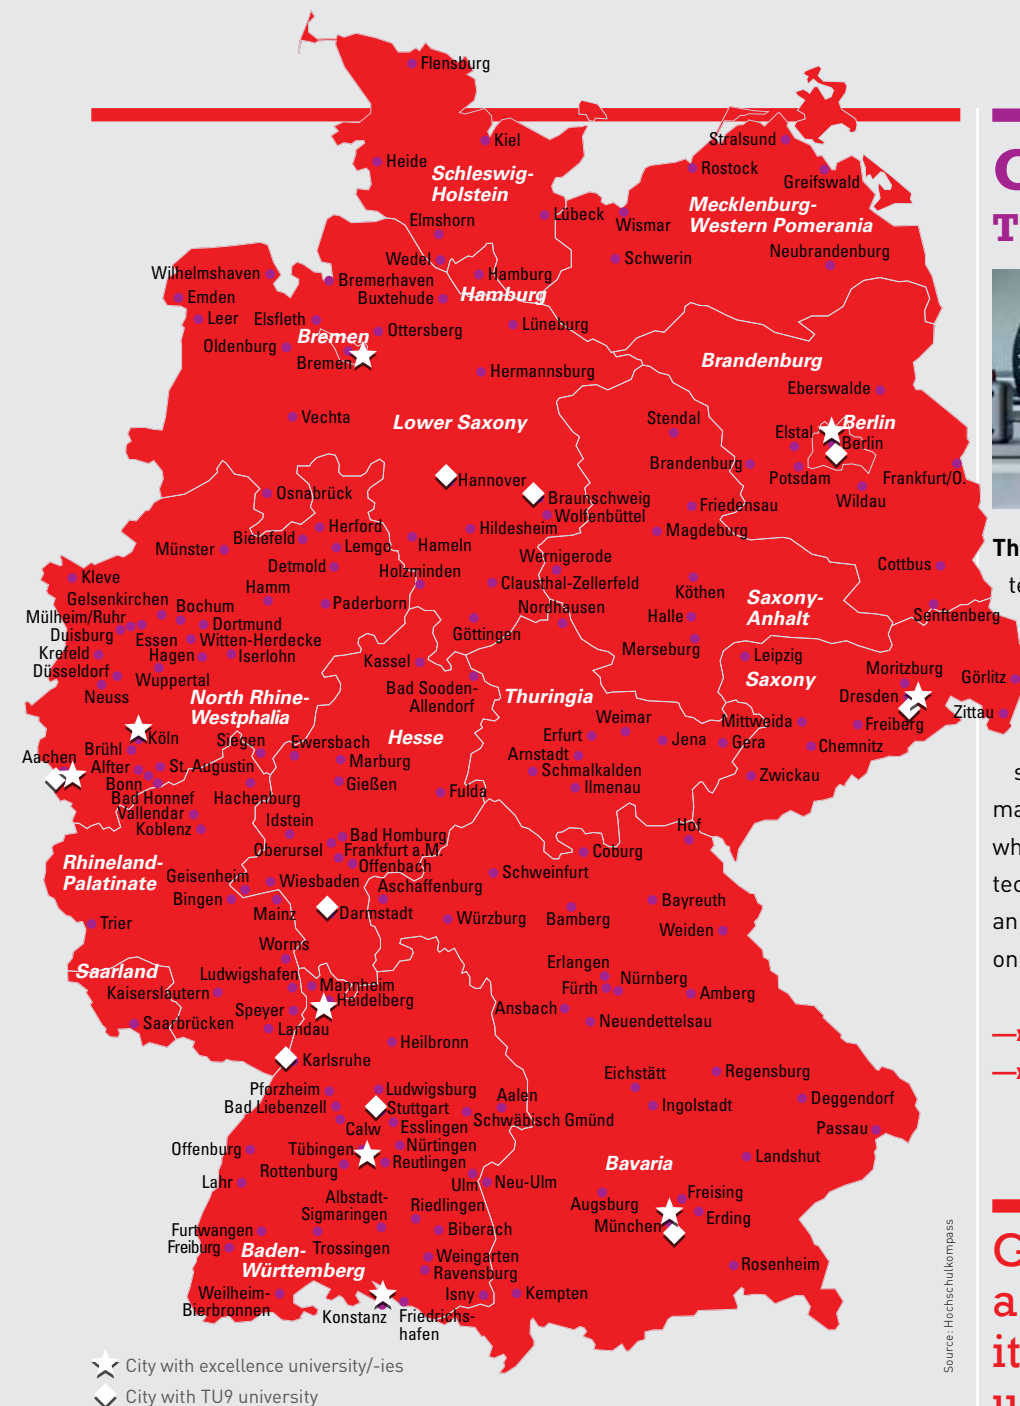 Flensburg
Kiel
Stralsund
Heide
Rostock
Greifswald
Schleswig-
Holstein
Mecklenburg-
Western Pomerania
Elmshorn
Lübeck
Wismar
Neubrandenburg
Wedel
Schwerin
Wilhelmshaven
Bremerhaven
Hamburg
Emden
Buxtehude
Hamburg
Leer
Elsfleth
Ottersberg
Lüneburg
Oldenburg
Bremen
Bremen
Brandenburg
Hermannsburg
Eberswalde
Vechta
Lower Saxony
Stendal
Elstal
Berlin
Berlin
Brandenburg
Potsdam
Frankfurt/O.
Hannover
Osnabrück
Braunschweig
Wildau
Friedensau
Wolfenbüttel
Herford
Hildesheim
Magdeburg
Bielefeld
Lemgo
Hameln
Münster
Wernigerode
Detmold
Holzminden
Cottbus
Kleve
Clausthal-Zellerfeld
Hamm
Köthen
Gelsenkirchen
Bochum
Paderborn
Nordhausen
Saxony-
Anhalt
Senftenberg
Mülheim/Ruhr
Dortmund
Halle
Duisburg
Essen
Witten-Herdecke
Göttingen
Krefeld
Hagen
Iserlohn
Merseburg
Leipzig
Düsseldorf
Wuppertal
Kassel
Moritzburg
Görlitz
Neuss
Bad Sooden-
Allendorf
Saxony
North Rhine-
Westphalia
Thuringia
Dresden
Zittau
Weimar
Mittweida
Freiberg
Köln
Siegen
Ewersbach
Hesse
Erfurt
Jena
Gera
Chemnitz
Aachen
Brühl
Marburg
Arnstadt
Alfter
St. Augustin
Schmalkalden
Zwickau
Bonn
Gießen
Ilmenau
Bad Honnef
Hachenburg
Fulda
Vallendar
Idstein
Koblenz
Hof
Bad Homburg
Oberursel
Frankfurt a.M.
Coburg
Rhineland-
Palatinate
Offenbach
Geisenheim
Wiesbaden
Aschaffenburg
Schweinfurt
Bingen
Mainz
Darmstadt
Würzburg
Bamberg
Bayreuth
Trier
Weiden
Worms
Erlangen
Saarland
Ludwigshafen
Nürnberg
Kaiserslautern
Mannheim
Fürth
Amberg
Heidelberg
Speyer
Ansbach
Saarbrücken
Landau
Neuendettelsau
Heilbronn
Karlsruhe
Eichstätt
Regensburg
Pforzheim
Ludwigsburg
Aalen
Deggendorf
Bad Liebenzell
Stuttgart
Ingolstadt
Calw
Esslingen
Schwäbisch Gmünd
Passau
Offenburg
Tübingen
Nürtingen
Landshut
Rottenburg
Reutlingen
Bavaria
Lahr
Ulm
Neu-Ulm
Albstadt-
Sigmaringen
Riedlingen
Augsburg
Freising
München
Erding
Furtwangen
Biberach
Freiburg
Trossingen
Baden-
Württemberg
Weingarten
Ravensburg
Rosenheim
Weilheim-
Bierbronnen
Isny
Kempten
Konstanz
Friedrichs-
hafen
City with excellence university/-ies
City with TU9 university
Source: Hochschulkompass
T
Th
te
s
ma
wh
tec
an
on
G
a
it